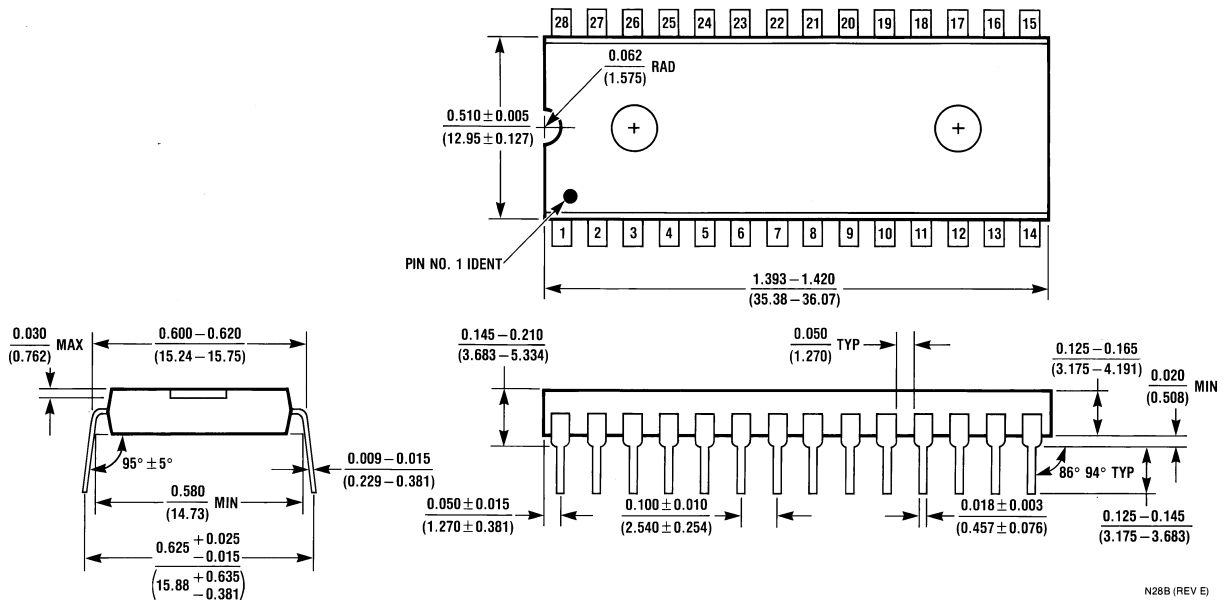 28 27 26 25 24 23 22 21 20 19 18 17 16 15
0.062
(1.575)
RAD
0.510 ± 0.005
(12.95 ± 0.127)
PIN NO. 1 IDENT
1 2 3 4 5 6 7 8 9 10 11 12 13 14
1.393 – 1.420
(35.38 – 36.07)
0.030
(0.762)
MAX
0.600 – 0.620
(15.24 – 15.75)
95° ±5°
0.009 – 0.015
(0.229 – 0.381)
0.580
(14.73)
MIN
0.625 +0.025
−0.015
(15.88 +0.635
−0.381)
0.145 – 0.210
(3.683 – 5.334)
0.050
(1.270)
TYP
0.125 – 0.165
(3.175 – 4.191)
0.020
(0.508)
MIN
86° 94° TYP
0.050 ± 0.015
(1.270 ± 0.381)
0.100 ± 0.010
(2.540 ± 0.254)
0.018 ± 0.003
(0.457 ± 0.076)
0.125 – 0.145
(3.175 – 3.683)
N28B (REV E)